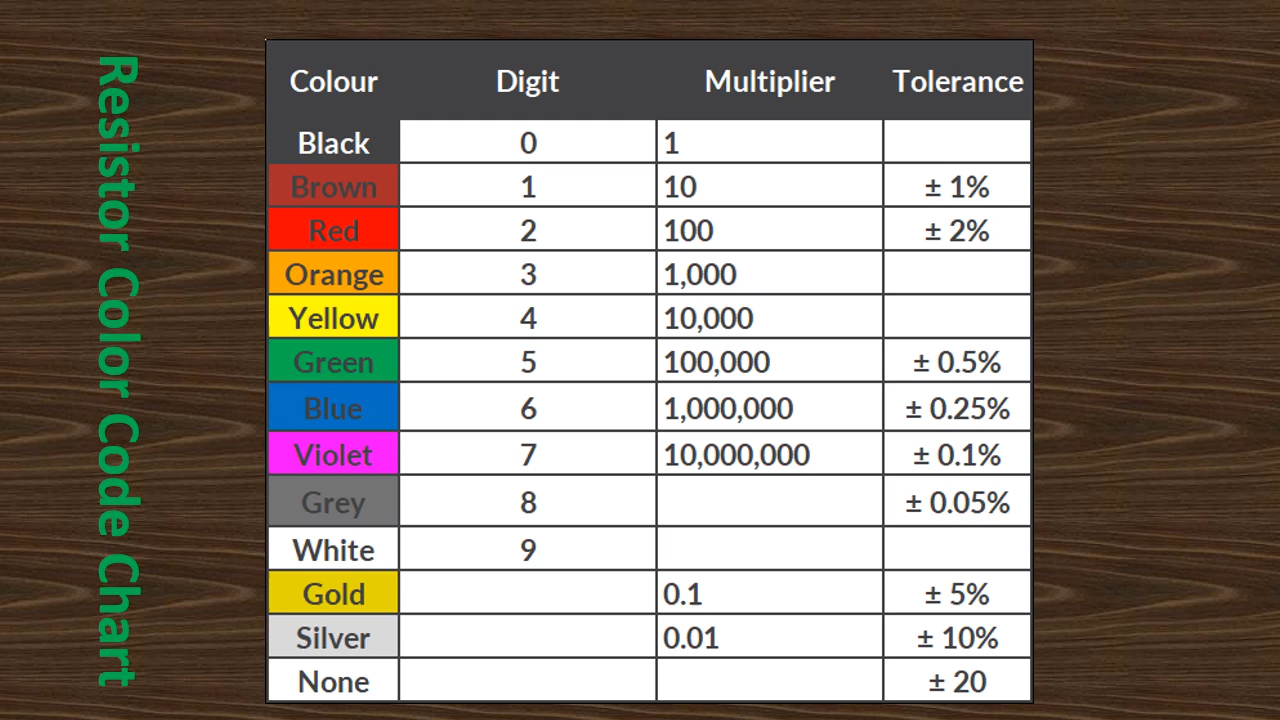 Resistor Color Code Chart
Colour Digit Multiplier Tolerance
Black 0 1
Brown 1 10 ± 1%
Red 2 100 ± 2%
Orange 3 1,000
Yellow 4 10,000
Green 5 100,000 ± 0.5%
Blue 6 1,000,000 ± 0.25%
Violet 7 10,000,000 ± 0.1%
Grey 8 ± 0.05%
White 9
Gold 0.1 ± 5%
Silver 0.01 ± 10%
None ± 20